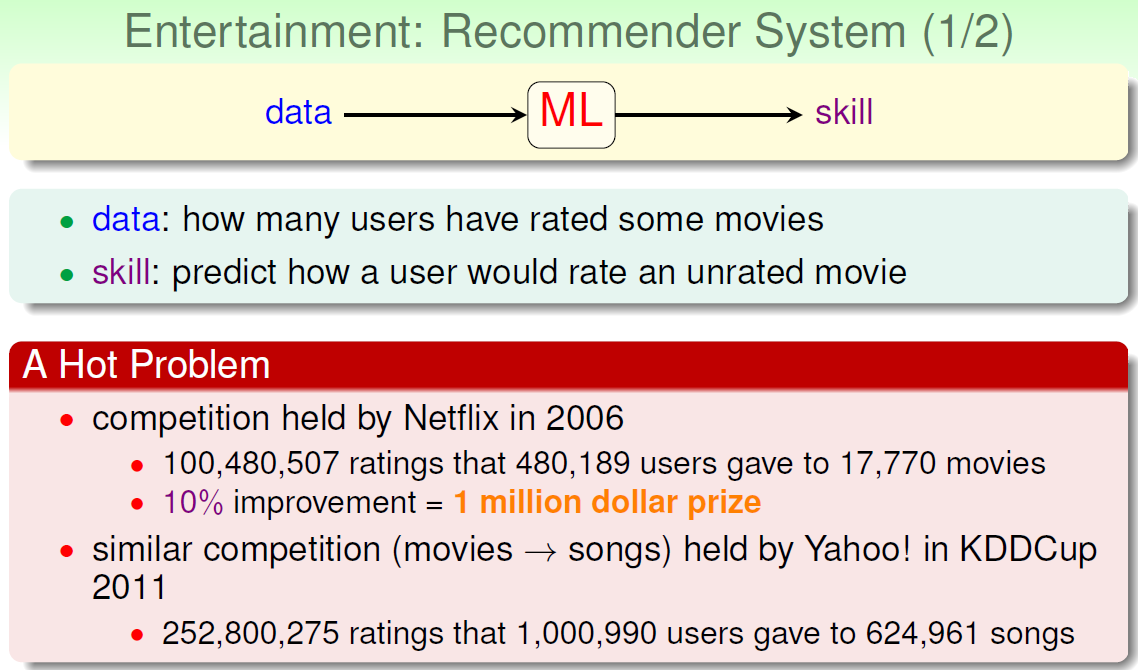 Entertainment: Recommender System (1/2)
data ML skill
• data: how many users have rated some movies
• skill: predict how a user would rate an unrated movie
A Hot Problem
• competition held by Netflix in 2006
• 100,480,507 ratings that 480,189 users gave to 17,770 movies
• 10% improvement = 1 million dollar prize
• similar competition (movies → songs) held by Yahoo! in KDDCup
2011
• 252,800,275 ratings that 1,000,990 users gave to 624,961 songs